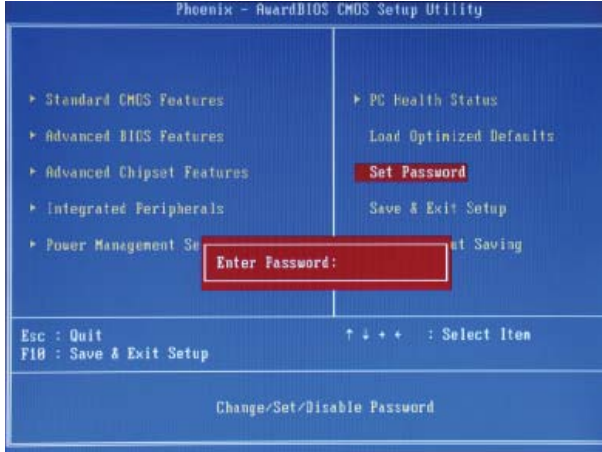 Phoenix - AwardBIOS CMOS Setup Utility
▸ Standard CMOS Features
▸ Advanced BIOS Features
▸ Advanced Chipset Features
▸ Integrated Peripherals
▸ Power Management Se
▸ PC Health Status
Load Optimized Defaults
Set Password
Save & Exit Setup
t Saving
Enter Password:
Esc : Quit
F10 : Save & Exit Setup
↑ ↓ → ← : Select Item
Change/Set/Disable Password